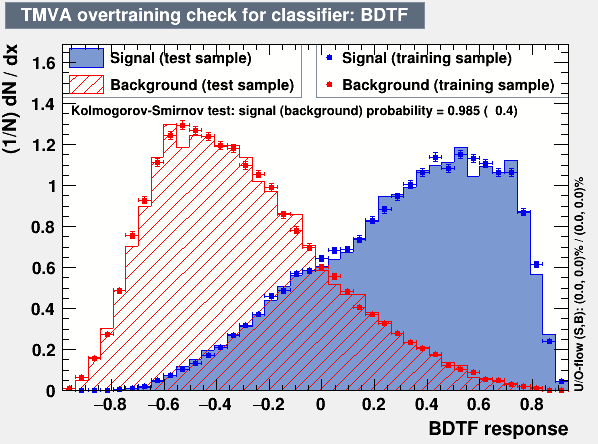 TMVA overtraining check for classifier: BDTF
(1/N) dN / dx
Signal (test sample)
Background (test sample)
Signal (training sample)
Background (training sample)
Kolmogorov-Smirnov test: signal (background) probability = 0.985 ( 0.4)
1.6
1.4
1.2
1
0.8
0.6
0.4
0.2
0
−0.8 −0.6 −0.4 −0.2 0 0.2 0.4 0.6 0.8
BDTF response
U/O-flow (S,B): (0.0, 0.0)% / (0.0, 0.0)%